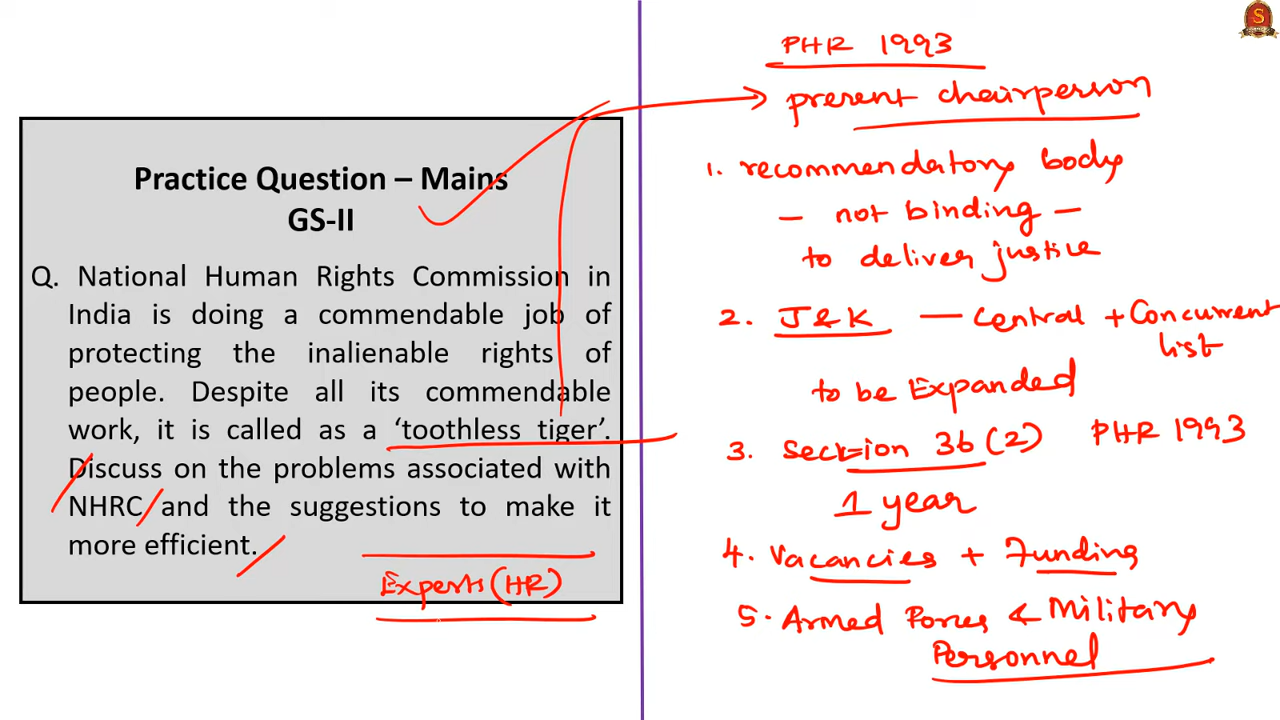 Practice Question – Mains
GS-II
Q. National Human Rights Commission in
India is doing a commendable job of
protecting the inalienable rights of
people. Despite all its commendable
work, it is called as a ‘toothless tiger’.
Discuss on the problems associated with
NHRC and the suggestions to make it
more efficient.
Experts (HR)
PHR 1993
present chairperson
1. recommendatory body
— not binding —
to deliver justice
2. J&K — Central + Concurrent
list
to be Expanded
3. Section 36(2) PHR 1993
1 year
4. Vacancies + Funding
5. Armed Forces & Military
Personnel
S